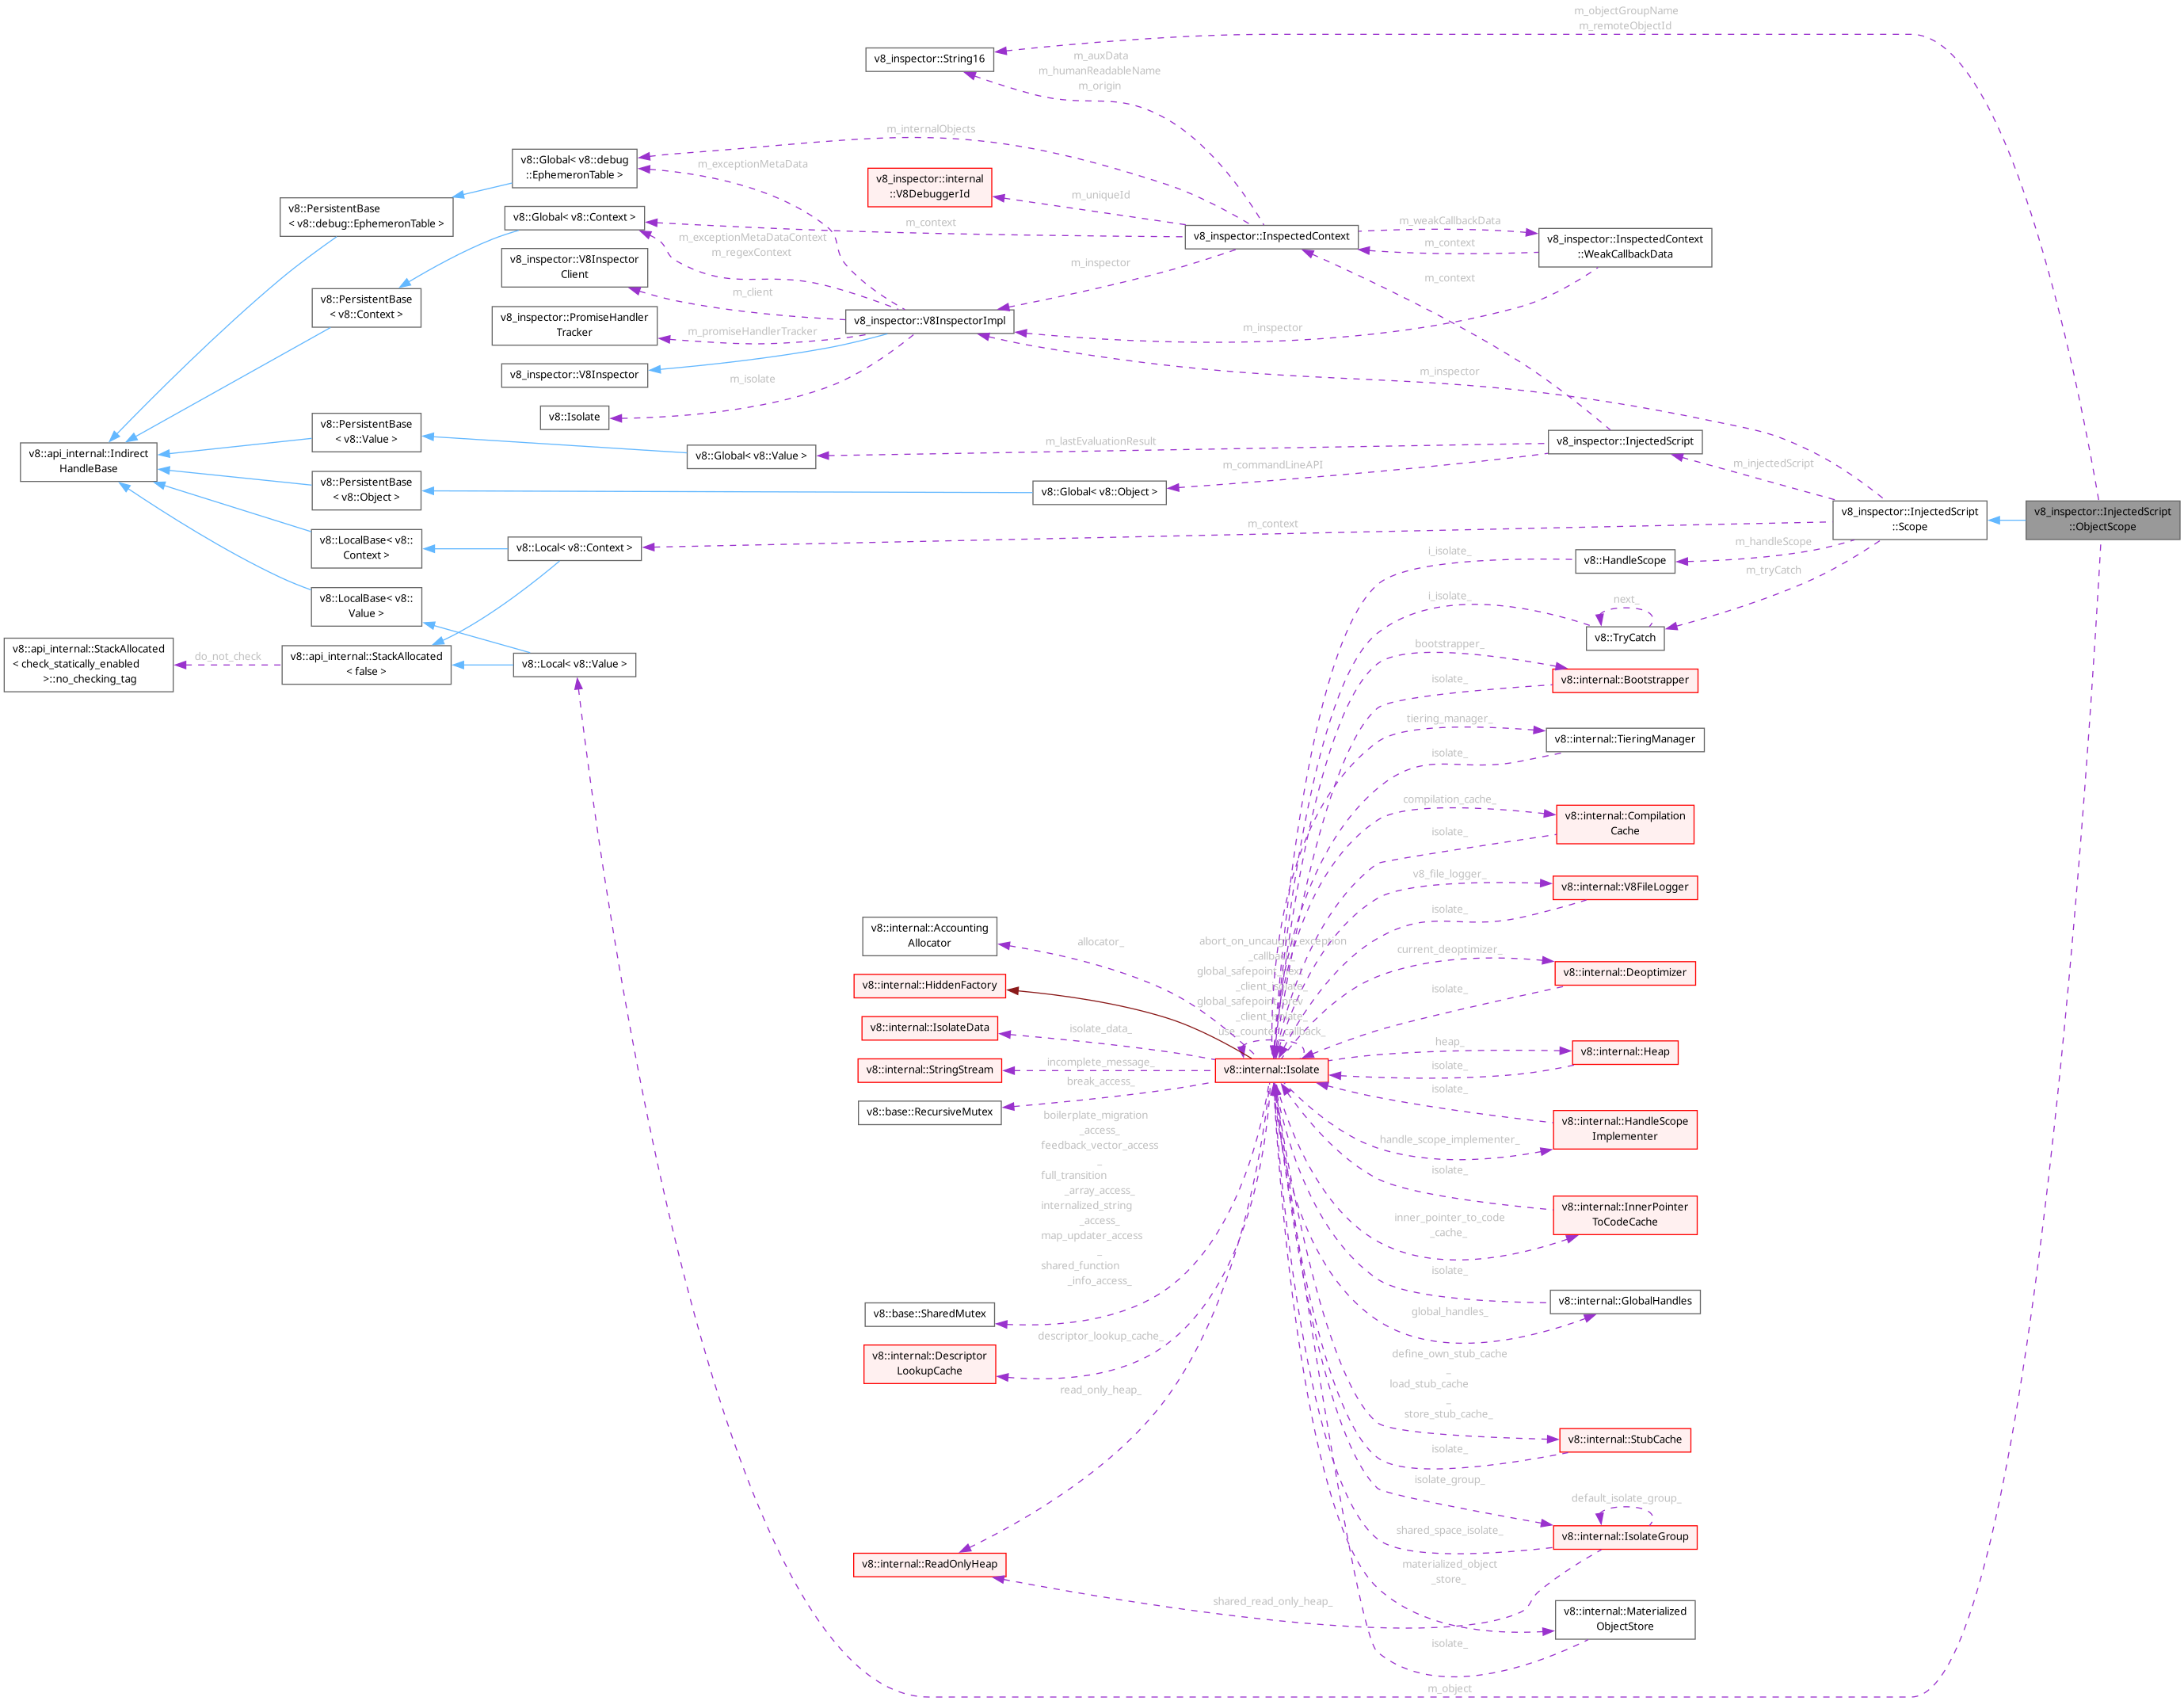 m_objectGroupName
m_remoteObjectId
v8_inspector::String16
m_auxData
m_humanReadableName
m_origin
m_internalObjects
v8::Global< v8::debug
::EphemeronTable >
m_exceptionMetaData
v8_inspector::internal
::V8DebuggerId
m_uniqueId
v8::PersistentBase
< v8::debug::EphemeronTable >
v8::Global< v8::Context >
m_context
m_weakCallbackData
v8_inspector::InspectedContext
v8_inspector::InspectedContext
::WeakCallbackData
m_context
m_exceptionMetaDataContext
m_regexContext
v8_inspector::V8Inspector
Client
m_inspector
m_context
m_client
v8::PersistentBase
< v8::Context >
v8_inspector::PromiseHandler
Tracker
m_promiseHandlerTracker
v8_inspector::V8InspectorImpl
m_inspector
v8_inspector::V8Inspector
m_isolate
m_inspector
v8::Isolate
v8::PersistentBase
< v8::Value >
v8::api_internal::Indirect
HandleBase
v8::Global< v8::Value >
m_lastEvaluationResult
v8_inspector::InjectedScript
m_commandLineAPI
m_injectedScript
v8::PersistentBase
< v8::Object >
v8::Global< v8::Object >
v8_inspector::InjectedScript
::Scope
v8_inspector::InjectedScript
::ObjectScope
v8::LocalBase< v8::
Context >
v8::Local< v8::Context >
m_context
m_handleScope
i_isolate_
v8::HandleScope
m_tryCatch
v8::LocalBase< v8::
Value >
i_isolate_
next_
v8::TryCatch
v8::api_internal::StackAllocated
< check_statically_enabled
>::no_checking_tag
do_not_check
v8::api_internal::StackAllocated
< false >
v8::Local< v8::Value >
bootstrapper_
isolate_
v8::internal::Bootstrapper
tiering_manager_
v8::internal::TieringManager
isolate_
compilation_cache_
v8::internal::Compilation
Cache
isolate_
v8_file_logger_
v8::internal::V8FileLogger
isolate_
v8::internal::Accounting
Allocator
allocator_
abort_on_uncaught_exception
_callback_
global_safepoint_next
_client_isolate_
global_safepoint_prev
_client_isolate_
use_counter_callback_
current_deoptimizer_
v8::internal::Deoptimizer
isolate_
v8::internal::HiddenFactory
v8::internal::IsolateData
isolate_data_
v8::internal::StringStream
incomplete_message_
v8::internal::Isolate
heap_
v8::internal::Heap
isolate_
v8::base::RecursiveMutex
break_access_
isolate_
v8::internal::HandleScope
Implementer
handle_scope_implementer_
boilerplate_migration
_access_
feedback_vector_access
_
full_transition
_array_access_
internalized_string
_access_
map_updater_access
_
shared_function
_info_access_
isolate_
v8::internal::InnerPointer
ToCodeCache
inner_pointer_to_code
_cache_
isolate_
v8::internal::GlobalHandles
global_handles_
v8::base::SharedMutex
descriptor_lookup_cache_
v8::internal::Descriptor
LookupCache
define_own_stub_cache
_
load_stub_cache
_
store_stub_cache_
read_only_heap_
v8::internal::StubCache
isolate_
isolate_group_
default_isolate_group_
v8::internal::IsolateGroup
shared_space_isolate_
v8::internal::ReadOnlyHeap
materialized_object
_store_
shared_read_only_heap_
v8::internal::Materialized
ObjectStore
isolate_
m_object